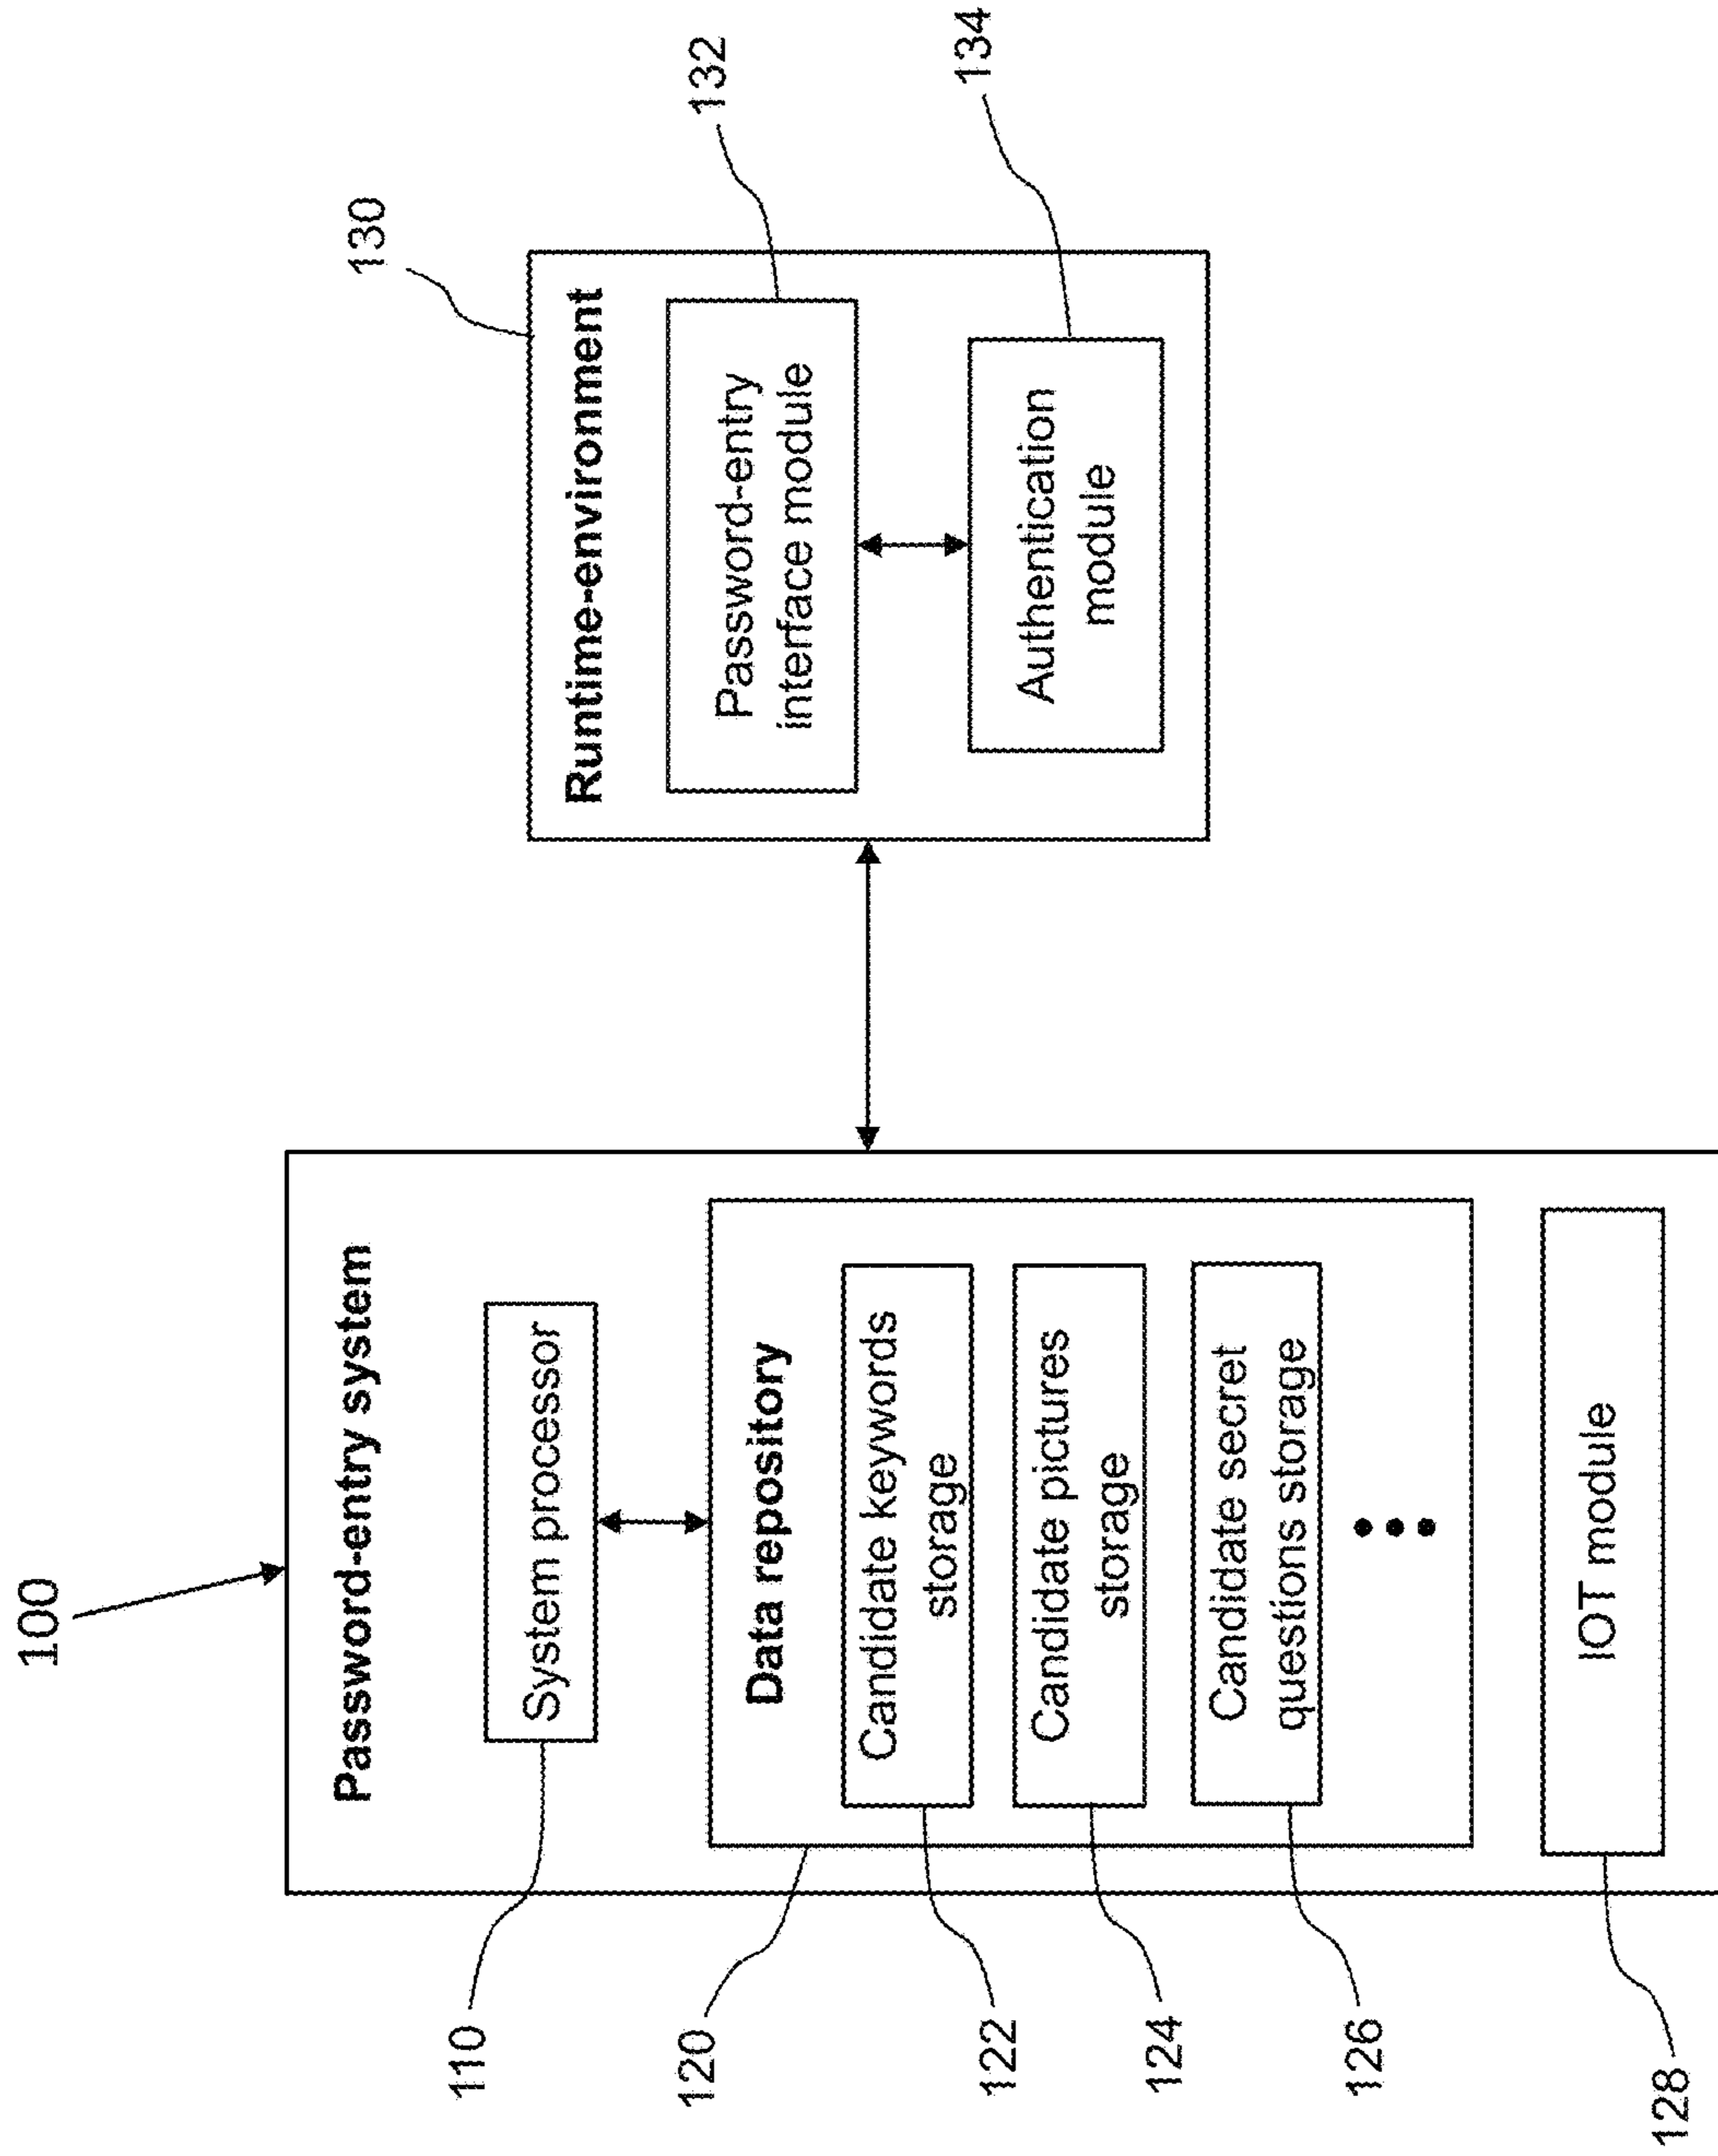 100
Password-entry system
110
System processor
120
Data repository
122
Candidate keywords
storage
124
Candidate pictures
storage
126
Candidate secret
questions storage
128
IOT module
130
Runtime-environment
132
Password-entry
interface module
134
Authentication
module